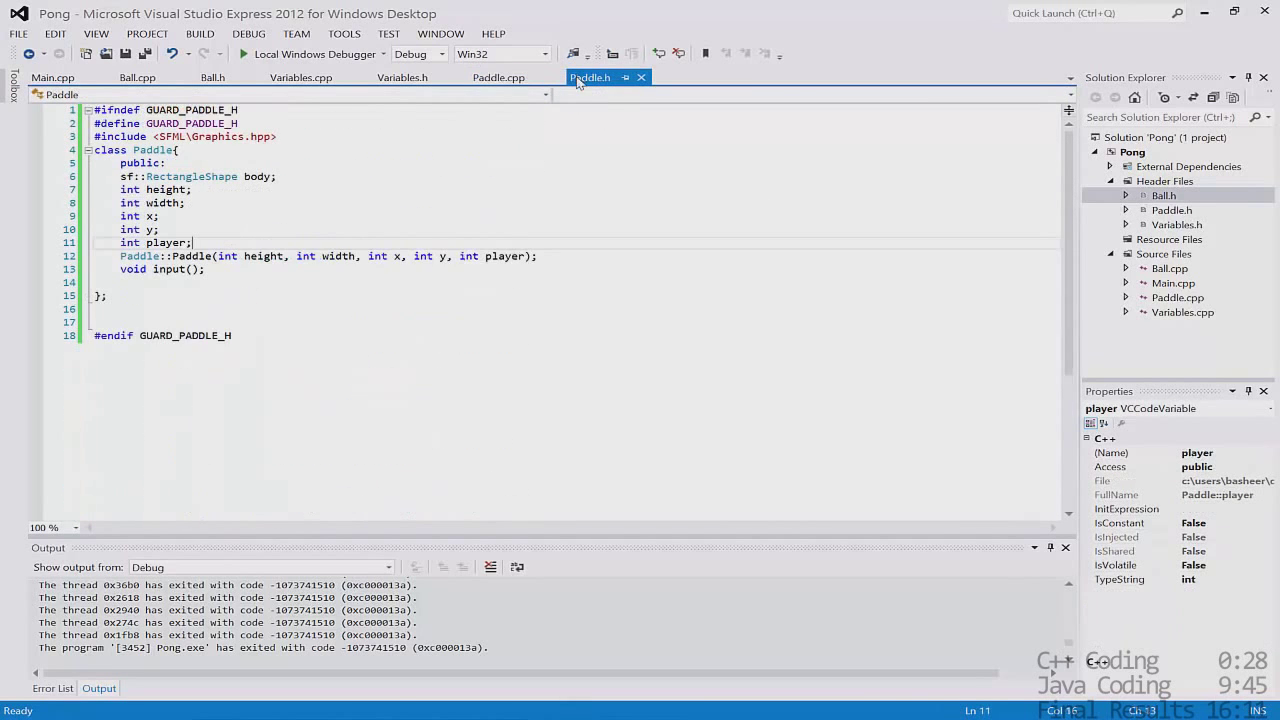 Pong - Microsoft Visual Studio Express 2012 for Windows Desktop
Quick Launch (Ctrl+Q)
FILE EDIT VIEW PROJECT BUILD DEBUG TEAM TOOLS TEST WINDOW HELP
Local Windows Debugger Debug Win32
Toolbox
Main.cpp Ball.cpp Ball.h Variables.cpp Variables.h Paddle.cpp Paddle.h
Paddle
1 #ifndef GUARD_PADDLE_H
2 #define GUARD_PADDLE_H
3 #include <SFML\Graphics.hpp>
4 class Paddle{
5 public:
6 sf::RectangleShape body;
7 int height;
8 int width;
9 int x;
10 int y;
11 int player;
12 Paddle::Paddle(int height, int width, int x, int y, int player);
13 void input();
14
15 };
16
17
18 #endif GUARD_PADDLE_H
100 %
Output
Show output from: Debug
The thread 0x36b0 has exited with code -1073741510 (0xc000013a).
The thread 0x2618 has exited with code -1073741510 (0xc000013a).
The thread 0x2940 has exited with code -1073741510 (0xc000013a).
The thread 0x274c has exited with code -1073741510 (0xc000013a).
The thread 0x1fb8 has exited with code -1073741510 (0xc000013a).
The program '[3452] Pong.exe' has exited with code -1073741510 (0xc000013a).
Error List Output
Solution Explorer
Search Solution Explorer (Ctrl+;)
Solution 'Pong' (1 project)
Pong
External Dependencies
Header Files
Ball.h
Paddle.h
Variables.h
Resource Files
Source Files
Ball.cpp
Main.cpp
Paddle.cpp
Variables.cpp
Properties
player VCCodeVariable
C++
(Name) player
Access public
File c:\users\basheer\c
FullName Paddle::player
InitExpression
IsConstant False
IsInjected False
IsShared False
IsVolatile False
TypeString int
C++
C++ Coding 0:28
Java Coding 9:45
Final Results 16:11
Ready Ln 11 Col 16 Ch 13 INS